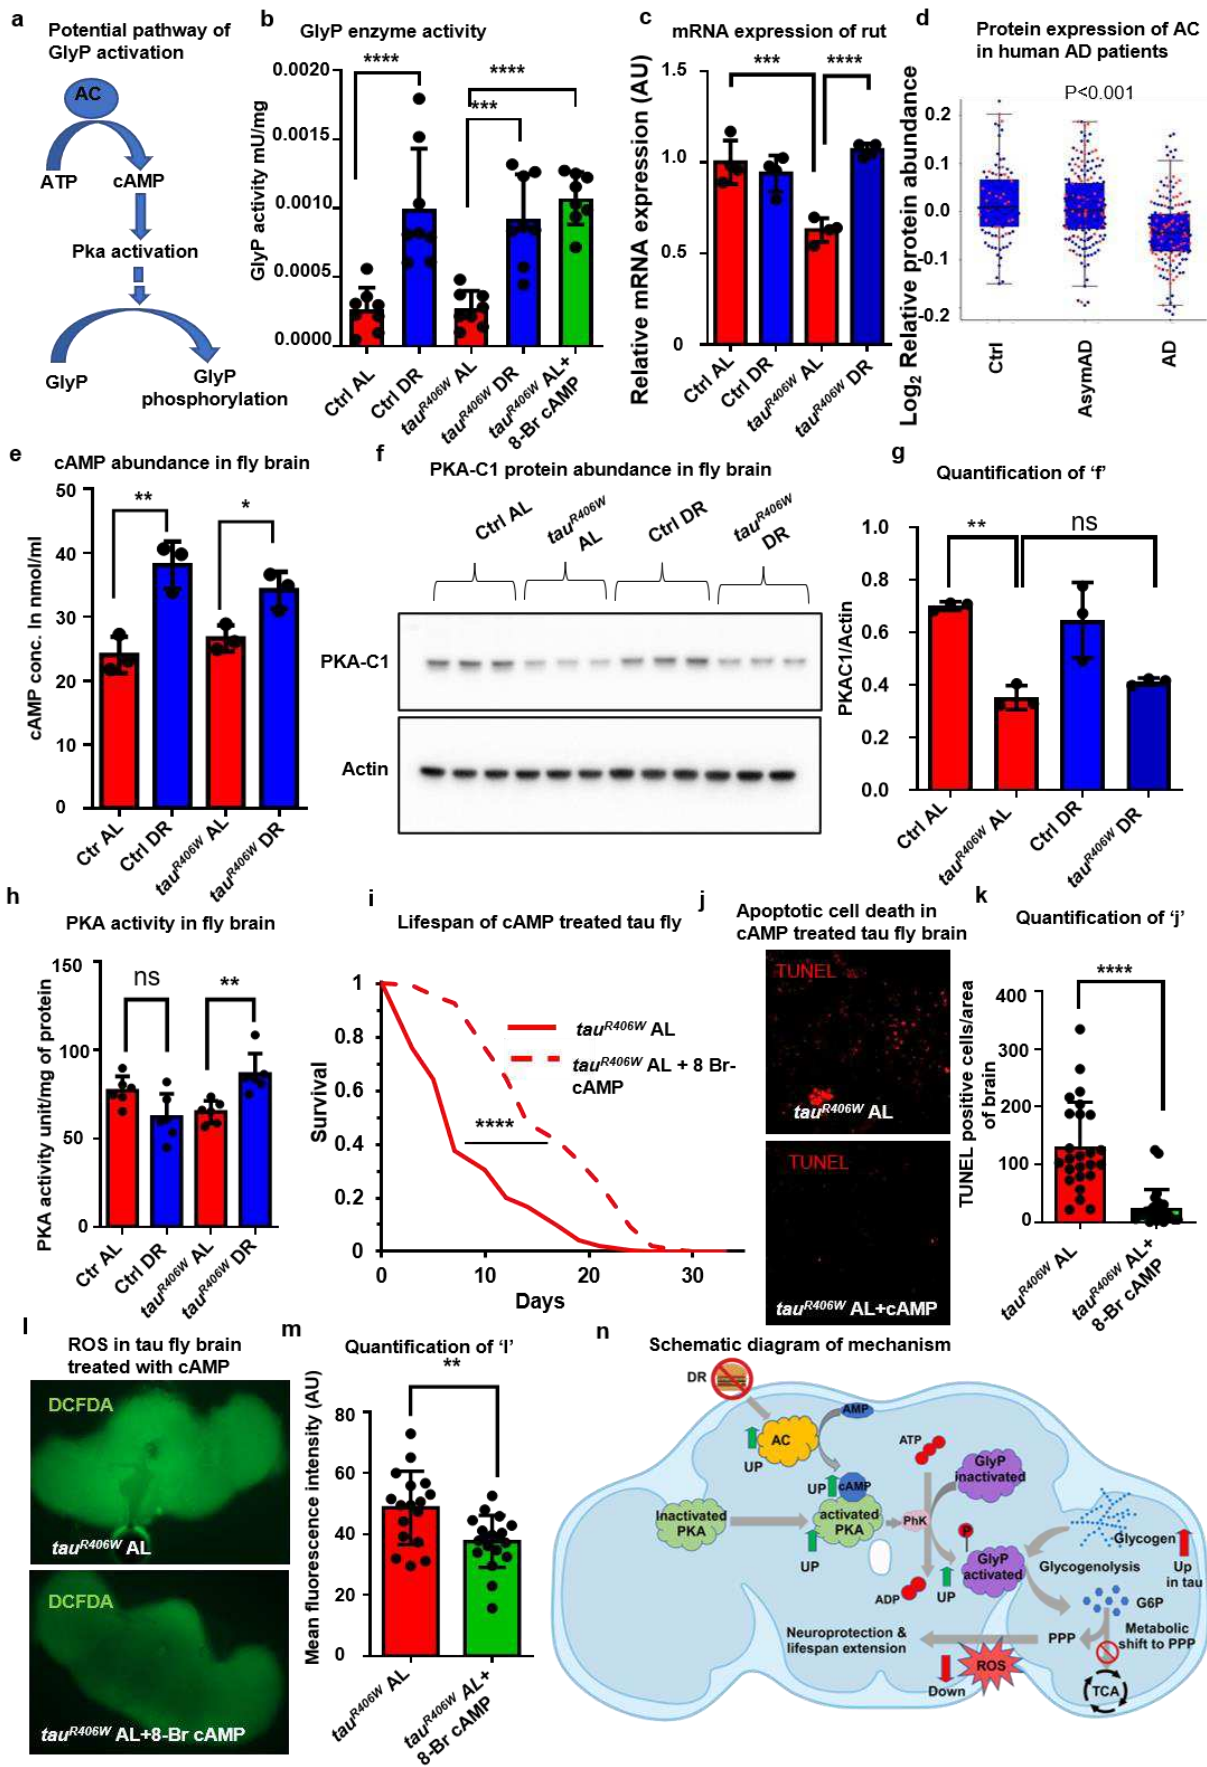 a
Potential pathway of
GlyP activation
AC
ATP
cAMP
Pka activation
GlyP
GlyP
phosphorylation
b
GlyP enzyme activity
GlyP activity mU/mg
0.0020
0.0015
0.0010
0.0005
0.0000
****
****
***
Ctrl AL
Ctrl DR
tauR406W AL
tauR406W DR
tauR406W AL+
8-Br cAMP
c
mRNA expression of rut
Relative mRNA expression (AU)
1.5
1.0
0.5
0
***
****
Ctrl AL
Ctrl DR
tauR406W AL
tauR406W DR
d
Protein expression of AC
in human AD patients
P<0.001
Log2 Relative protein abundance
0.2
0.1
0.0
-0.1
-0.2
Ctrl
AsymAD
AD
e
cAMP abundance in fly brain
cAMP conc. In nmol/ml
50
40
30
20
10
0
**
*
Ctr AL
Ctrl DR
tauR406W AL
tauR406W DR
f
PKA-C1 protein abundance in fly brain
Ctrl AL
tauR406W
AL
Ctrl DR
tauR406W
DR
PKA-C1
Actin
g
Quantification of ‘f’
PKAC1/Actin
1.0
0.8
0.6
0.4
0.2
0.0
**
ns
Ctrl AL
tauR406W AL
Ctrl DR
tauR406W DR
h
PKA activity in fly brain
PKA activity unit/mg of protein
150
100
50
0
ns
**
Ctr AL
Ctrl DR
tauR406W AL
tauR406W DR
i
Lifespan of cAMP treated tau fly
Survival
1
0.8
0.6
0.4
0.2
0
tauR406W AL
tauR406W AL + 8 Br-
cAMP
****
0
10
20
30
Days
j
Apoptotic cell death in
cAMP treated tau fly brain
TUNEL
tauR406W AL
TUNEL
tauR406W AL+cAMP
k
Quantification of ‘j’
TUNEL positive cells/area
of brain
400
300
200
100
0
****
tauR406W AL
tauR406W AL+
8-Br cAMP
l
ROS in tau fly brain
treated with cAMP
DCFDA
tauR406W AL
DCFDA
tauR406W AL+8-Br cAMP
m
Quantification of ‘l’
Mean fluorescence intensity (AU)
80
60
40
20
0
**
tauR406W AL
tauR406W AL+
8-Br cAMP
n
Schematic diagram of mechanism
DR
AC
UP
AMP
UP
cAMP
Inactivated
PKA
activated
PKA
UP
PhK
ATP
ADP
GlyP
inactivated
P
GlyP
activated
UP
Glycogen
Up
in tau
Glycogenolysis
G6P
Metabolic
shift to PPP
PPP
TCA
Neuroprotection &
lifespan extension
ROS
Down